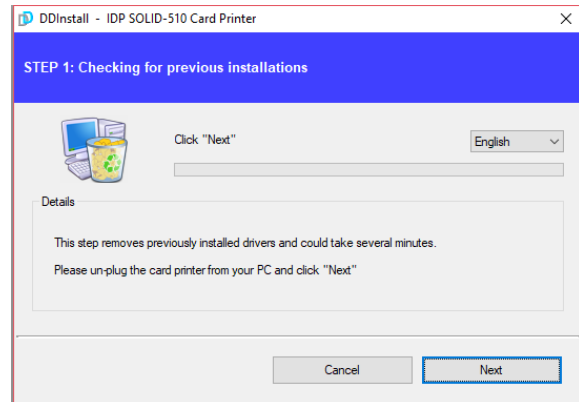 DDInstall - IDP SOLID-510 Card Printer
STEP 1: Checking for previous installations
Click "Next"
English
Details
This step removes previously installed drivers and could take several minutes.
Please un-plug the card printer from your PC and click "Next"
Cancel
Next